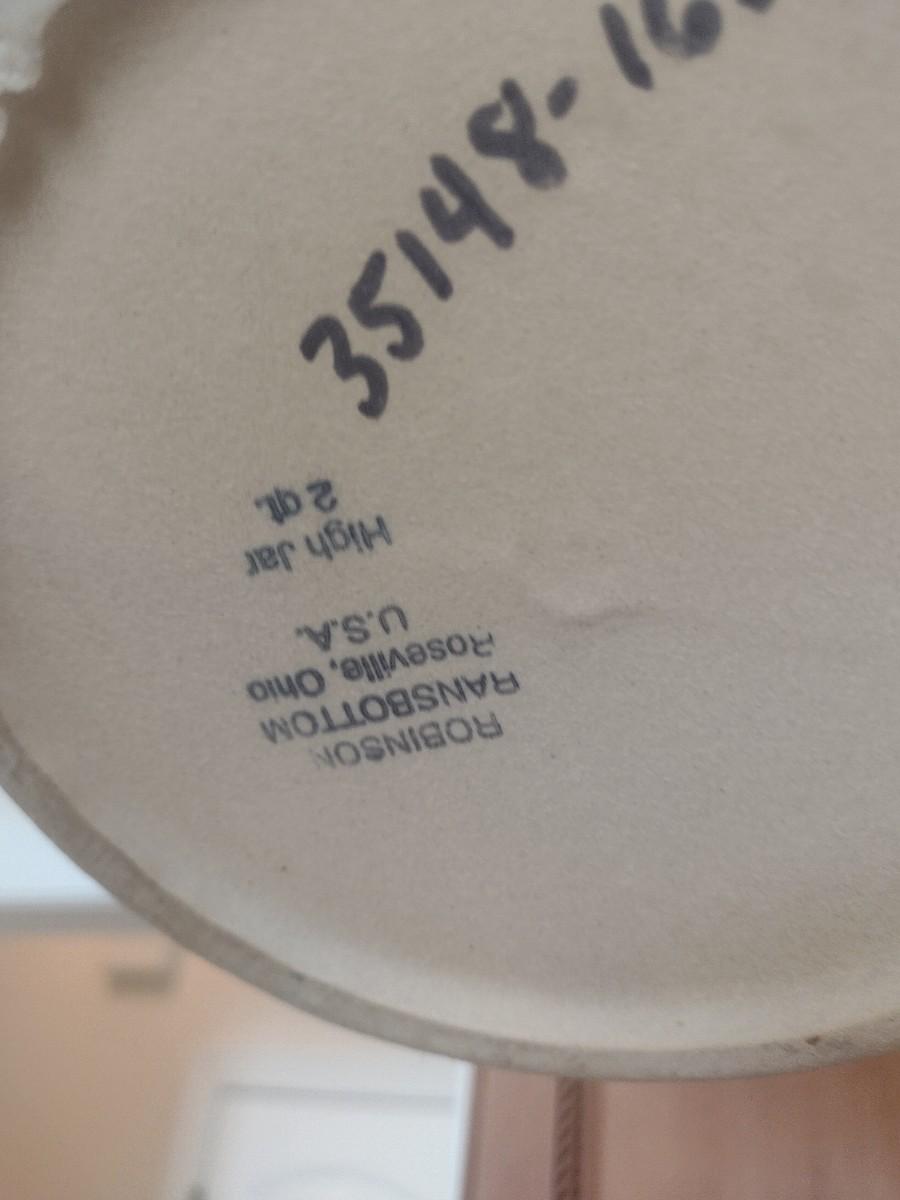 35148-16
ROBINSON
RANSBOTTOM
Roseville, Ohio
U.S.A.
High Jar
2 qt.